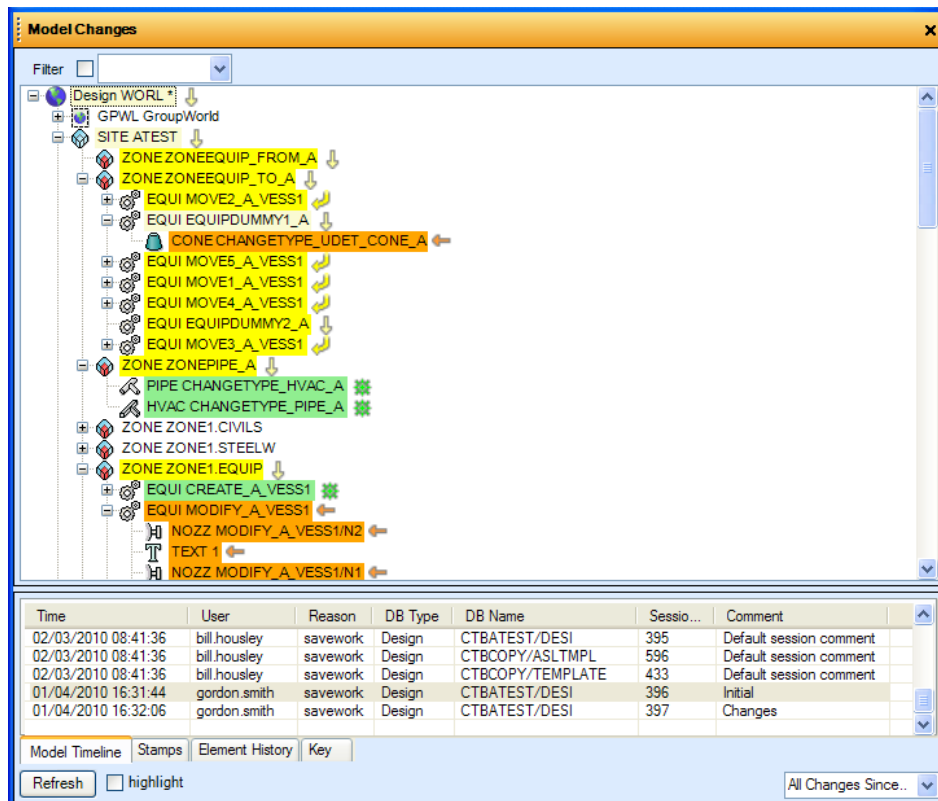 Model Changes
Filter
Design WORL *
GPWL GroupWorld
SITE ATEST
ZONE ZONEEQUIP_FROM_A
ZONE ZONEEQUIP_TO_A
EQUI MOVE2_A_VESS1
EQUI EQUIPDUMMY1_A
CONE CHANGETYPE_UDET_CONE_A
EQUI MOVE5_A_VESS1
EQUI MOVE1_A_VESS1
EQUI MOVE4_A_VESS1
EQUI EQUIPDUMMY2_A
EQUI MOVE3_A_VESS1
ZONE ZONEPIPE_A
PIPE CHANGETYPE_HVAC_A
HVAC CHANGETYPE_PIPE_A
ZONE ZONE1.CIVILS
ZONE ZONE1.STEELW
ZONE ZONE1.EQUIP
EQUI CREATE_A_VESS1
EQUI MODIFY_A_VESS1
NOZZ MODIFY_A_VESS1/N2
TEXT 1
NOZZ MODIFY_A_VESS1/N1
Time User Reason DB Type DB Name Sessio... Comment
02/03/2010 08:41:36 bill.housley savework Design CTBATEST/DESI 395 Default session comment
02/03/2010 08:41:36 bill.housley savework Design CTBCOPY/ASLTMPL 596 Default session comment
02/03/2010 08:41:36 bill.housley savework Design CTBCOPY/TEMPLATE 433 Default session comment
01/04/2010 16:31:44 gordon.smith savework Design CTBATEST/DESI 396 Initial
01/04/2010 16:32:06 gordon.smith savework Design CTBATEST/DESI 397 Changes
Model Timeline Stamps Element History Key
Refresh highlight All Changes Since..